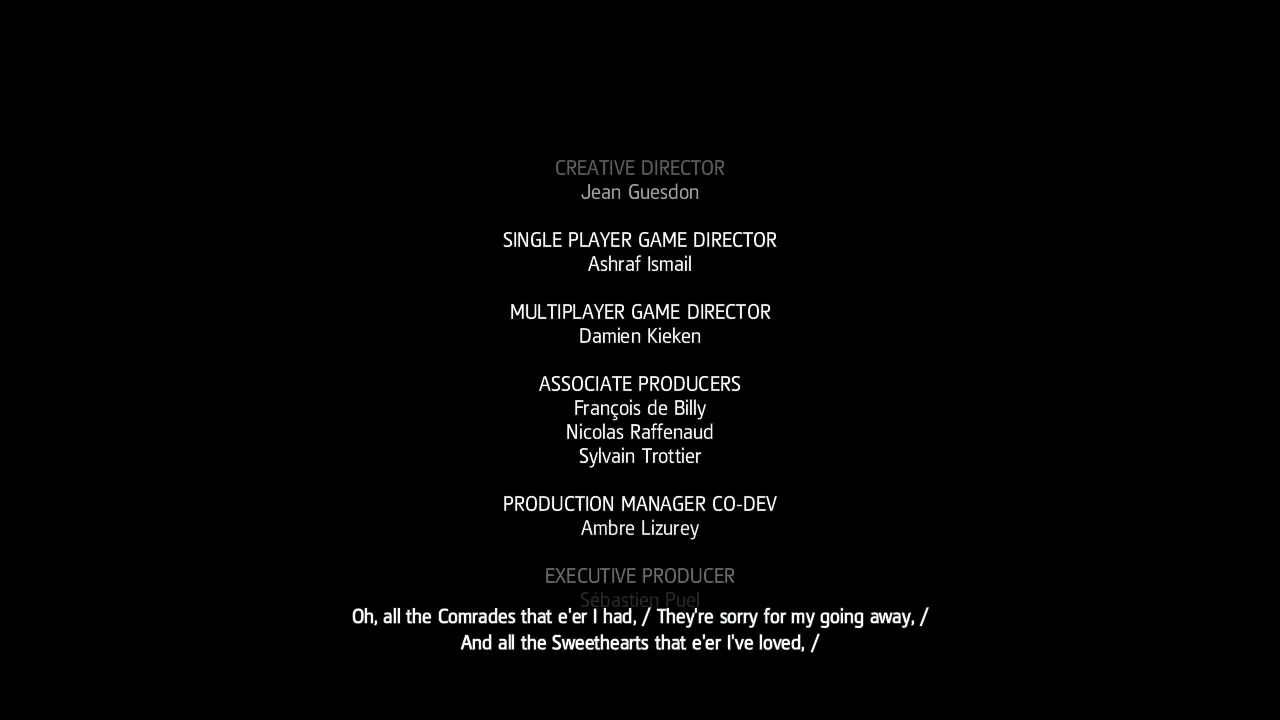 CREATIVE DIRECTOR
Jean Guesdon
SINGLE PLAYER GAME DIRECTOR
Ashraf Ismail
MULTIPLAYER GAME DIRECTOR
Damien Kieken
ASSOCIATE PRODUCERS
François de Billy
Nicolas Raffenaud
Sylvain Trottier
PRODUCTION MANAGER CO-DEV
Ambre Lizurey
EXECUTIVE PRODUCER
Sébastien Puel
Oh, all the Comrades that e'er I had, / They're sorry for my going away, /
And all the Sweethearts that e'er I've loved, /